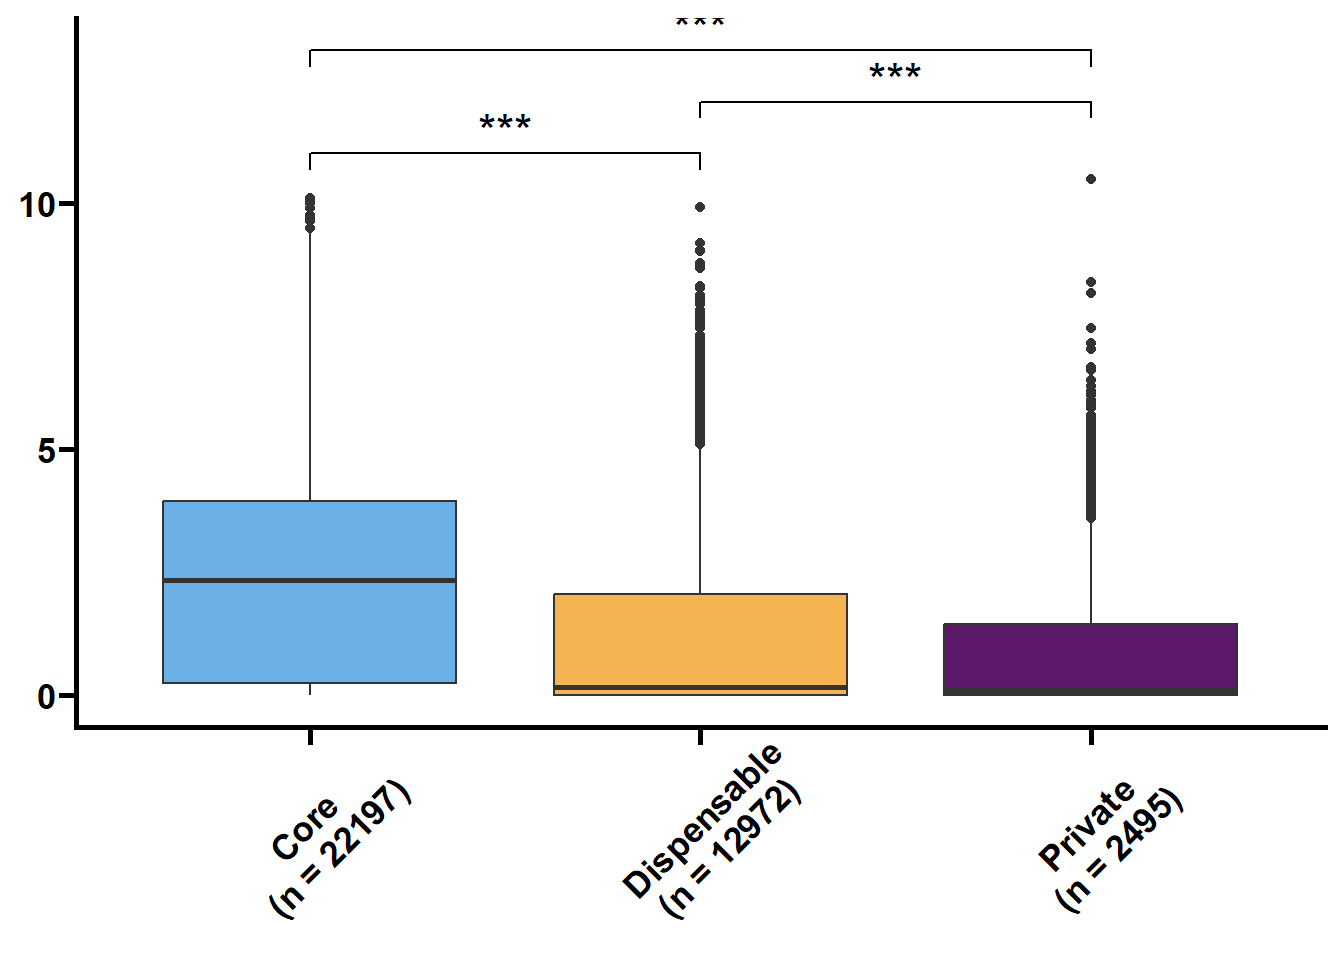 ***
***
***
10
5
0
Core
(n = 22197)
Dispensable
(n = 12972)
Private
(n = 2495)